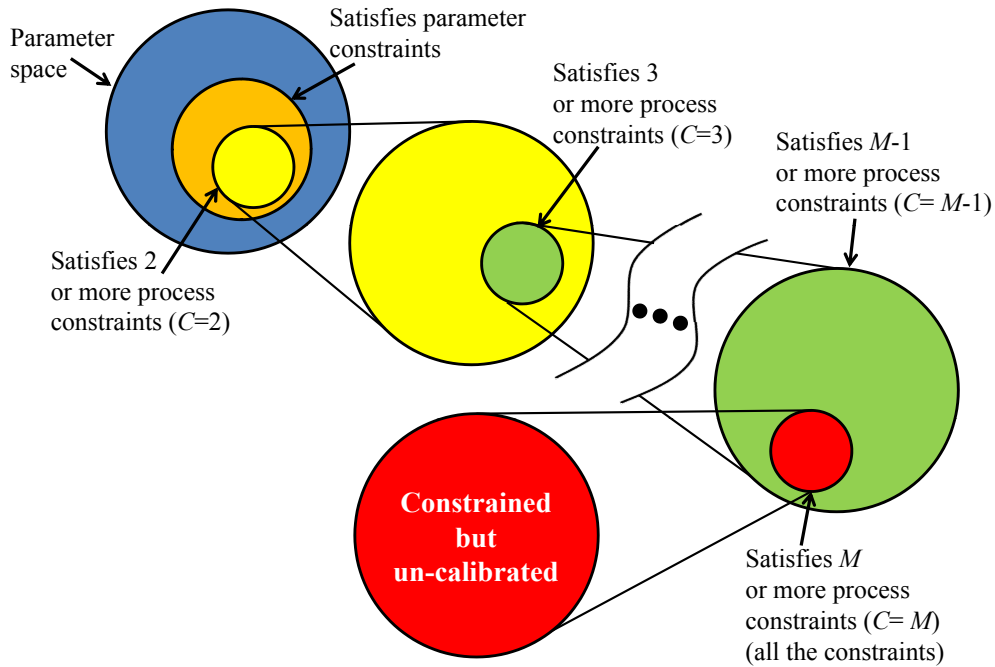 Parameter
space
Satisfies parameter
constraints
Satisfies 2
or more process
constraints (C=2)
Satisfies 3
or more process
constraints (C=3)
Satisfies M-1
or more process
constraints (C= M-1)
Constrained
but
un-calibrated
Satisfies M
or more process
constraints (C= M)
(all the constraints)